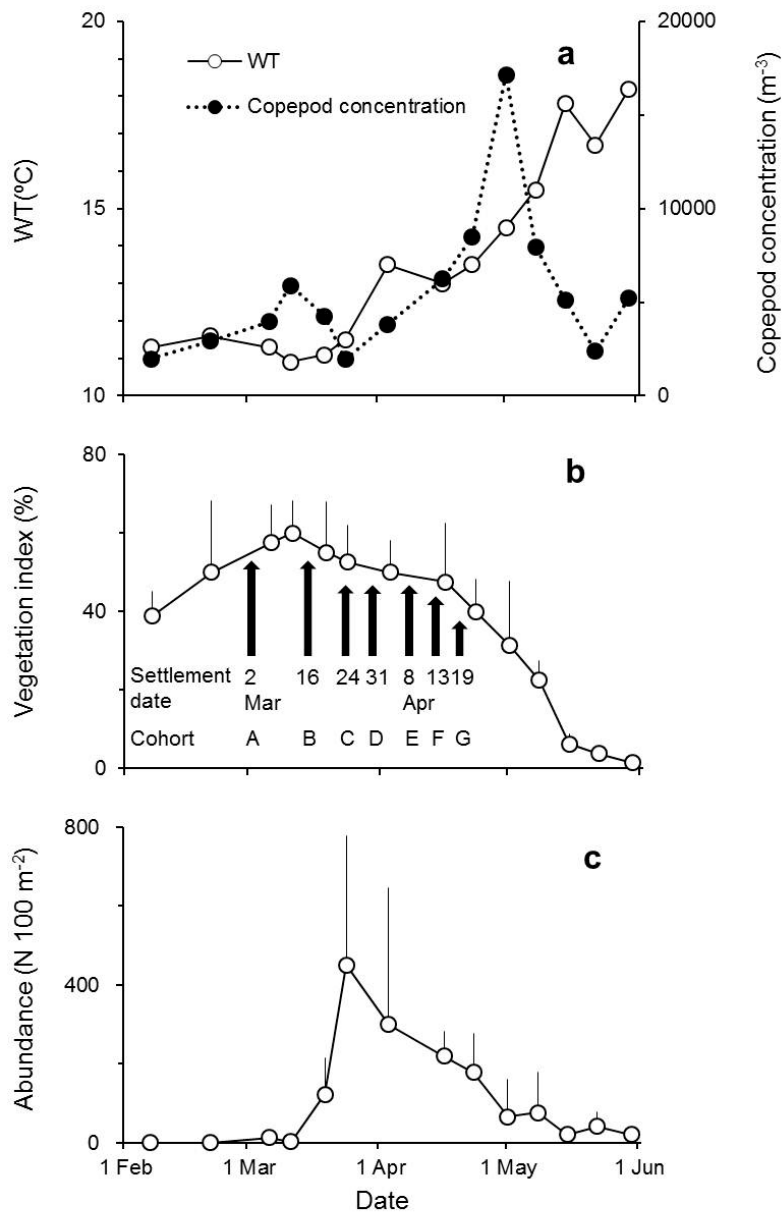 20
20000
a
WT
Copepod concentration
15
10000
WT(ºC)
Copepod concentration (m⁻³)
10
0
80
b
Vegetation index (%)
40
Settlement date
2 16 24 31 8 13 19
Mar Apr
Cohort A B C D E F G
0
800
c
Abundance (N 100 m⁻²)
400
0
1 Feb 1 Mar 1 Apr 1 May 1 Jun
Date